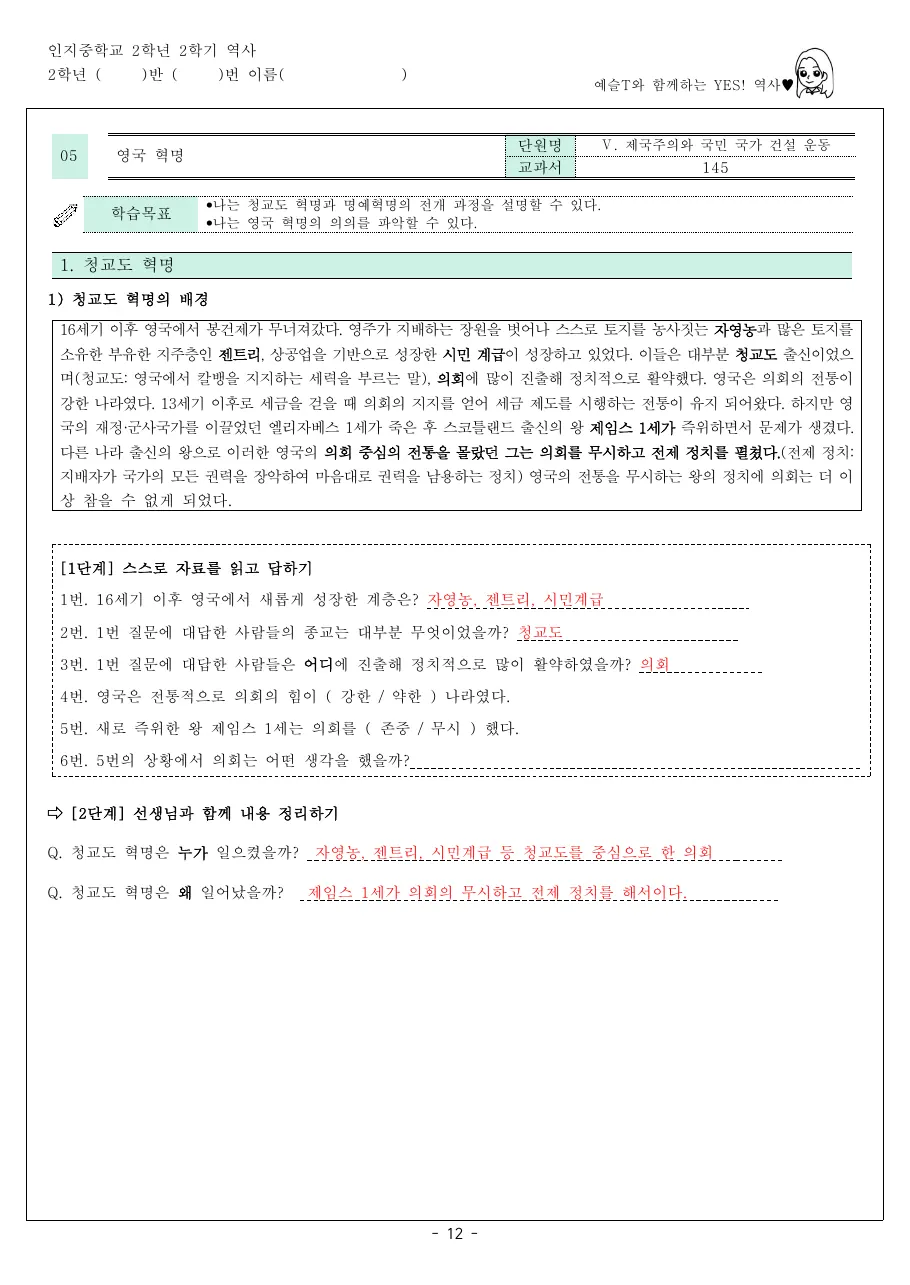 인지중학교 2학년 2학기 역사
2학년 ( )반 ( )번 이름( )
예슬T와 함께하는 YES! 역사♥
05
영국 혁명
단원명
Ⅴ. 제국주의와 국민 국가 건설 운동
교과서
145
학습목표
●나는 청교도 혁명과 명예혁명의 전개 과정을 설명할 수 있다.
●나는 영국 혁명의 의의를 파악할 수 있다.
1. 청교도 혁명
1) 청교도 혁명의 배경
16세기 이후 영국에서 봉건제가 무너져갔다. 영주가 지배하는 장원을 벗어나 스스로 토지를 농사짓는 자영농과 많은 토지를
소유한 부유한 지주층인 젠트리, 상공업을 기반으로 성장한 시민 계급이 성장하고 있었다. 이들은 대부분 청교도 출신이었으
며(청교도: 영국에서 칼뱅을 지지하는 세력을 부르는 말), 의회에 많이 진출해 정치적으로 활약했다. 영국은 의회의 전통이
강한 나라였다. 13세기 이후로 세금을 걷을 때 의회의 지지를 얻어 세금 제도를 시행하는 전통이 유지 되어왔다. 하지만 영
국의 재정·군사국가를 이끌었던 엘리자베스 1세가 죽은 후 스코틀랜드 출신의 왕 제임스 1세가 즉위하면서 문제가 생겼다.
다른 나라 출신의 왕으로 이러한 영국의 의회 중심의 전통을 몰랐던 그는 의회를 무시하고 전제 정치를 펼쳤다.(전제 정치:
지배자가 국가의 모든 권력을 장악하여 마음대로 권력을 남용하는 정치) 영국의 전통을 무시하는 왕의 정치에 의회는 더 이
상 참을 수 없게 되었다.
[1단계] 스스로 자료를 읽고 답하기
1번. 16세기 이후 영국에서 새롭게 성장한 계층은? 자영농, 젠트리, 시민계급
2번. 1번 질문에 대답한 사람들의 종교는 대부분 무엇이었을까? 청교도
3번. 1번 질문에 대답한 사람들은 어디에 진출해 정치적으로 많이 활약하였을까? 의회
4번. 영국은 전통적으로 의회의 힘이 ( 강한 / 약한 ) 나라였다.
5번. 새로 즉위한 왕 제임스 1세는 의회를 ( 존중 / 무시 ) 했다.
6번. 5번의 상황에서 의회는 어떤 생각을 했을까?
⇨ [2단계] 선생님과 함께 내용 정리하기
Q. 청교도 혁명은 누가 일으켰을까? 자영농, 젠트리, 시민계급 등 청교도를 중심으로 한 의회
Q. 청교도 혁명은 왜 일어났을까? 제임스 1세가 의회의 무시하고 전제 정치를 해서이다.
- 12 -